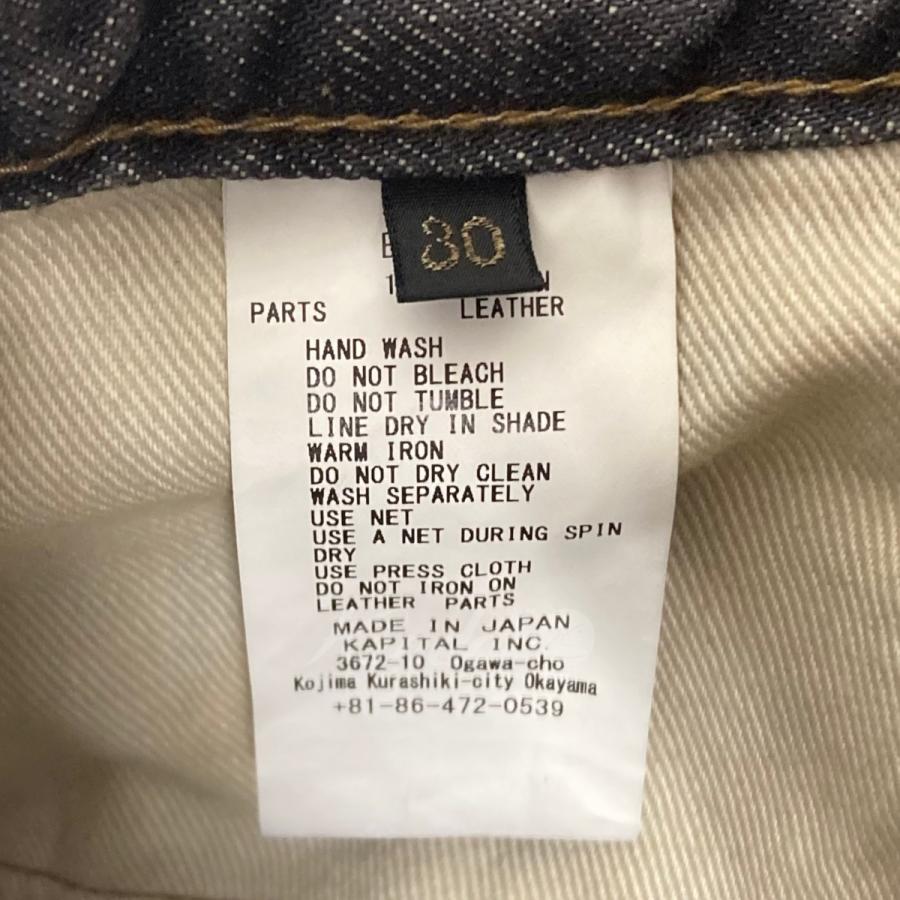 30
PARTS LEATHER
HAND WASH
DO NOT BLEACH
DO NOT TUMBLE
LINE DRY IN SHADE
WARM IRON
DO NOT DRY CLEAN
WASH SEPARATELY
USE NET
USE A NET DURING SPIN
DRY
USE PRESS CLOTH
DO NOT IRON ON
LEATHER PARTS
MADE IN JAPAN
KAPITAL INC.
3672-10 Ogawa-cho
Kojima Kurashiki-city Okayama
+81-86-472-0539